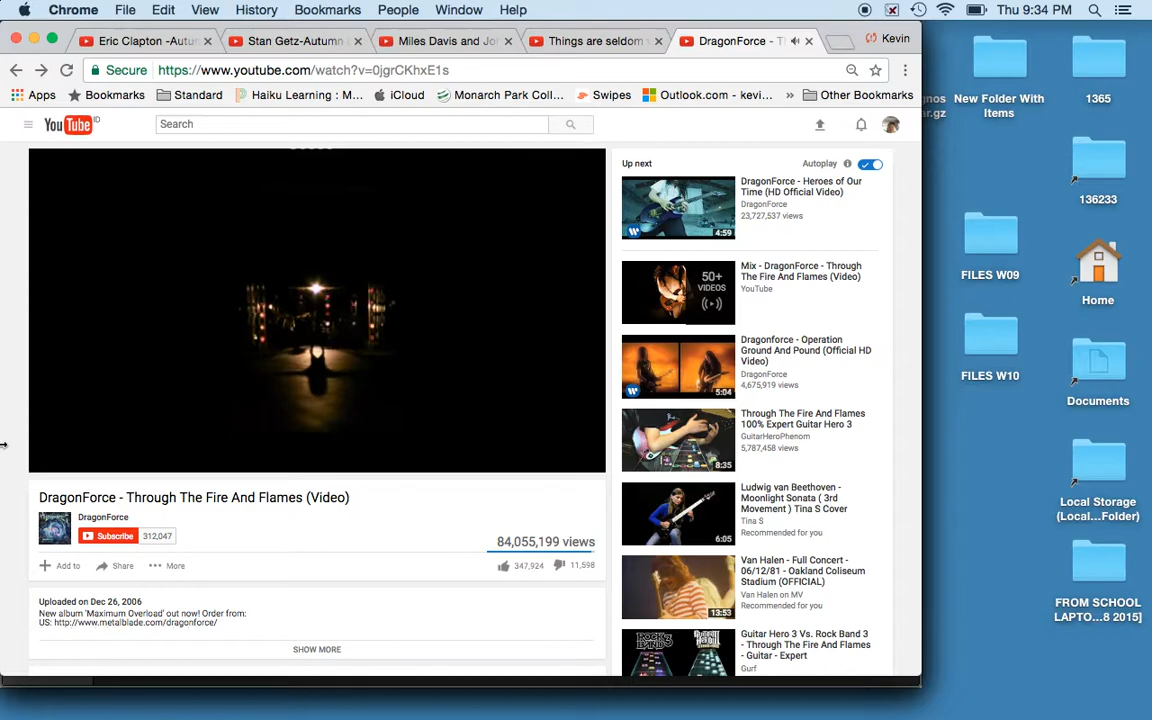 Chrome File Edit View History Bookmarks People Window Help
Thu 9:34 PM
Eric Clapton -Autu
Stan Getz-Autumn L
Miles Davis and Joh
Things are seldom
DragonForce - T
Kevin
Secure https://www.youtube.com/watch?v=0jgrCKhxE1s
Apps Bookmarks Standard Haiku Learning : M... iCloud Monarch Park Coll... Swipes Outlook.com - kevi... » Other Bookmarks
YouTube ID
Search
Up next
Autoplay
DragonForce - Heroes of Our
Time (HD Official Video)
DragonForce
23,727,537 views
4:59
Mix - DragonForce - Through
The Fire And Flames (Video)
YouTube
50+
VIDEOS
Dragonforce - Operation
Ground And Pound (Official HD
Video)
DragonForce
4,675,919 views
5:04
Through The Fire And Flames
100% Expert Guitar Hero 3
GuitarHeroPhenom
5,787,458 views
8:35
Ludwig van Beethoven -
Moonlight Sonata ( 3rd
Movement ) Tina S Cover
Tina S
Recommended for you
6:05
Van Halen - Full Concert -
06/12/81 - Oakland Coliseum
Stadium (OFFICIAL)
Van Halen on MV
Recommended for you
13:53
Guitar Hero 3 Vs. Rock Band 3
- Through The Fire And Flames
- Guitar - Expert
Gurf
DragonForce - Through The Fire And Flames (Video)
DragonForce
Subscribe 312,047
84,055,199 views
Add to Share More
347,924 11,598
Uploaded on Dec 26, 2006
New album 'Maximum Overload' out now! Order from:
US: http://www.metalblade.com/dragonforce/
SHOW MORE
gnos
ar.gz
New Folder With
Items
1365
136233
FILES W09
Home
FILES W10
Documents
Local Storage
(Local...Folder)
FROM SCHOOL
LAPTO...8 2015]